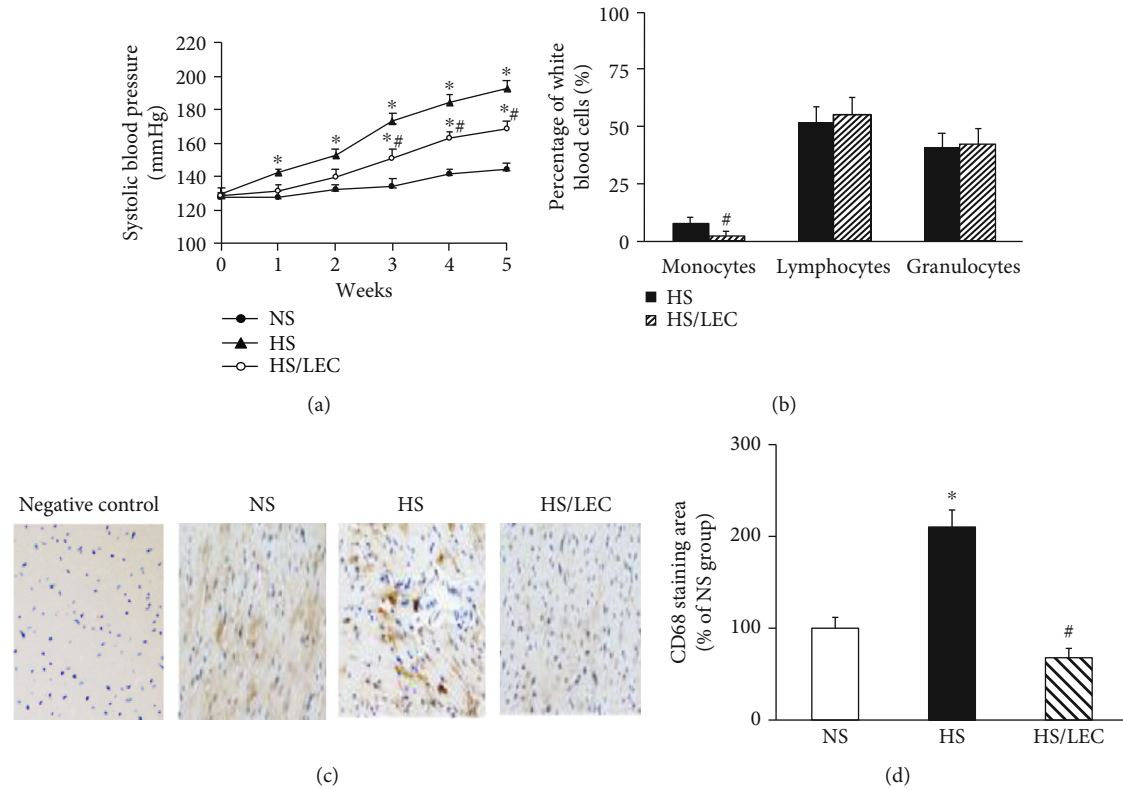 Systolic blood pressure
(mmHg)
220
200
180
160
140
120
100
*
*
*
*
*
*#
*#
*#
0 1 2 3 4 5
Weeks
NS
HS
HS/LEC
(a)
Percentage of white
blood cells (%)
100
75
50
25
0
#
Monocytes Lymphocytes Granulocytes
HS
HS/LEC
(b)
Negative control NS HS HS/LEC
(c)
CD68 staining area
(% of NS group)
300
200
100
0
*
#
NS HS HS/LEC
(d)